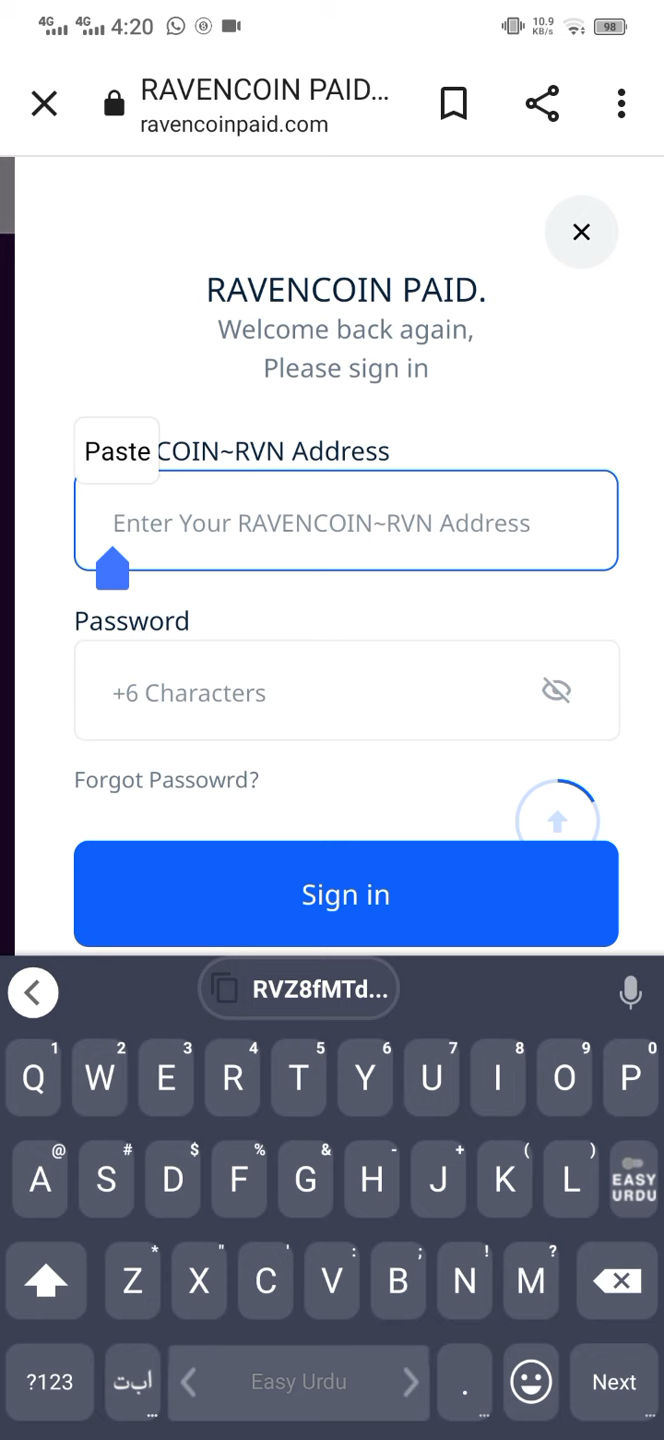 4G 4G 4:20 10.9 KB/s 98
RAVENCOIN PAID...
ravencoinpaid.com
RAVENCOIN PAID.
Welcome back again,
Please sign in
Paste COIN~RVN Address
Enter Your RAVENCOIN~RVN Address
Password
+6 Characters
Forgot Passowrd?
Sign in
RVZ8fMTd...
1 2 3 4 5 6 7 8 9 0
Q W E R T Y U I O P
@ # $ % & - + ( )
A S D F G H J K L EASY URDU
* " ' : ; ! ?
Z X C V B N M
?123 اب‌ت ... Easy Urdu . ... Next ...